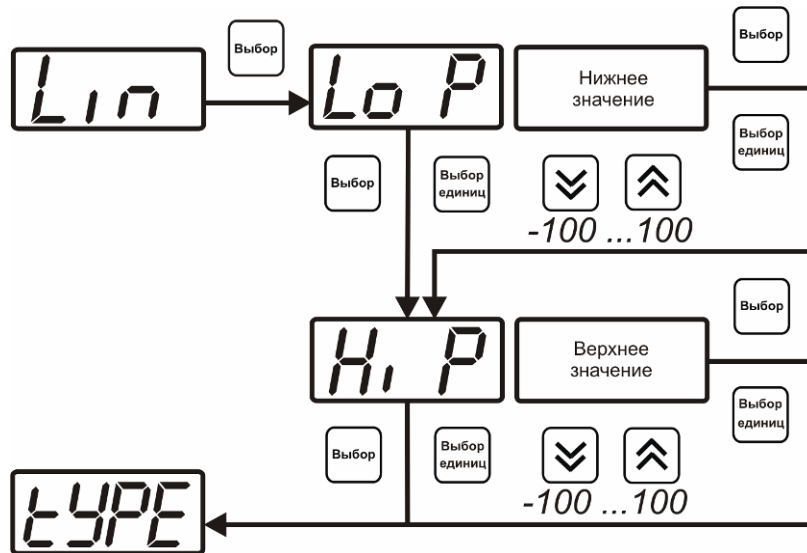 Выбор
Выбор
Lin
Lo P
Нижнее
значение
Выбор
Выбор
единиц
Выбор
единиц
-100 ...100
Выбор
Hi P
Верхнее
значение
Выбор
Выбор
единиц
Выбор
единиц
-100 ...100
tYPE